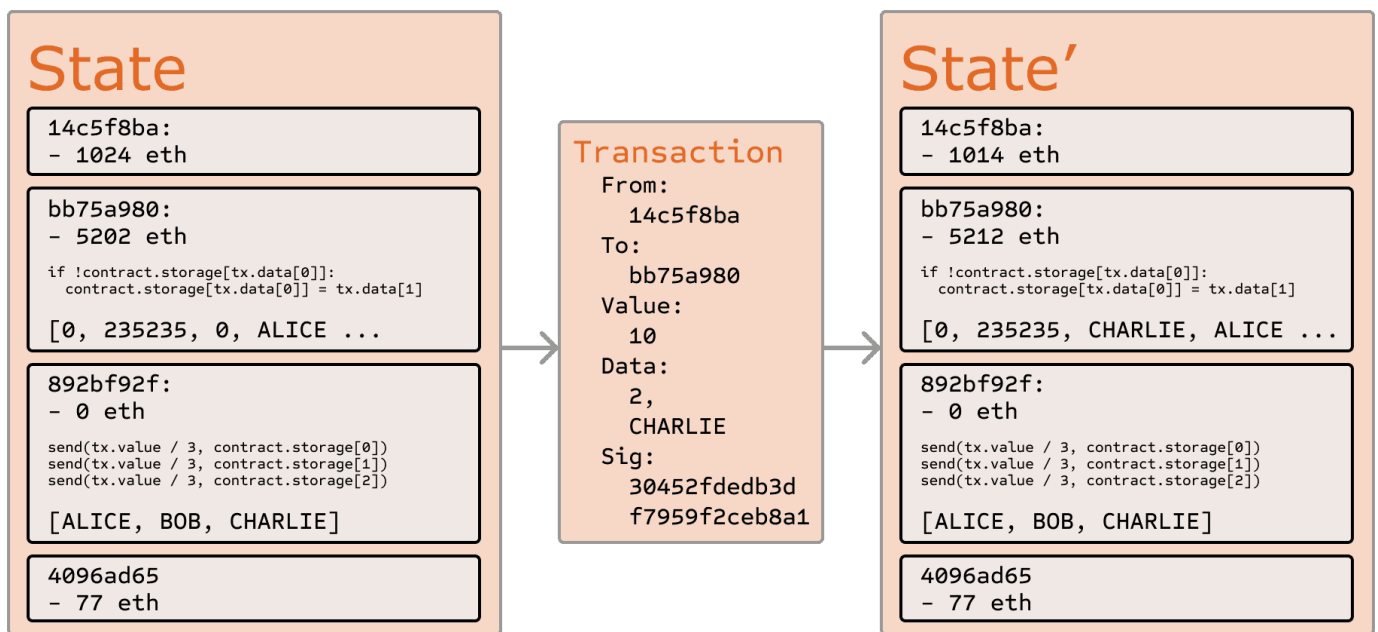 State
14c5f8ba:
- 1024 eth
bb75a980:
- 5202 eth
if !contract.storage[tx.data[0]]:
contract.storage[tx.data[0]] = tx.data[1]
[0, 235235, 0, ALICE ...
892bf92f:
- 0 eth
send(tx.value / 3, contract.storage[0])
send(tx.value / 3, contract.storage[1])
send(tx.value / 3, contract.storage[2])
[ALICE, BOB, CHARLIE]
4096ad65
- 77 eth
Transaction
From:
14c5f8ba
To:
bb75a980
Value:
10
Data:
2,
CHARLIE
Sig:
30452fdedb3d
f7959f2ceb8a1
State′
14c5f8ba:
- 1014 eth
bb75a980:
- 5212 eth
if !contract.storage[tx.data[0]]:
contract.storage[tx.data[0]] = tx.data[1]
[0, 235235, CHARLIE, ALICE ...
892bf92f:
- 0 eth
send(tx.value / 3, contract.storage[0])
send(tx.value / 3, contract.storage[1])
send(tx.value / 3, contract.storage[2])
[ALICE, BOB, CHARLIE]
4096ad65
- 77 eth